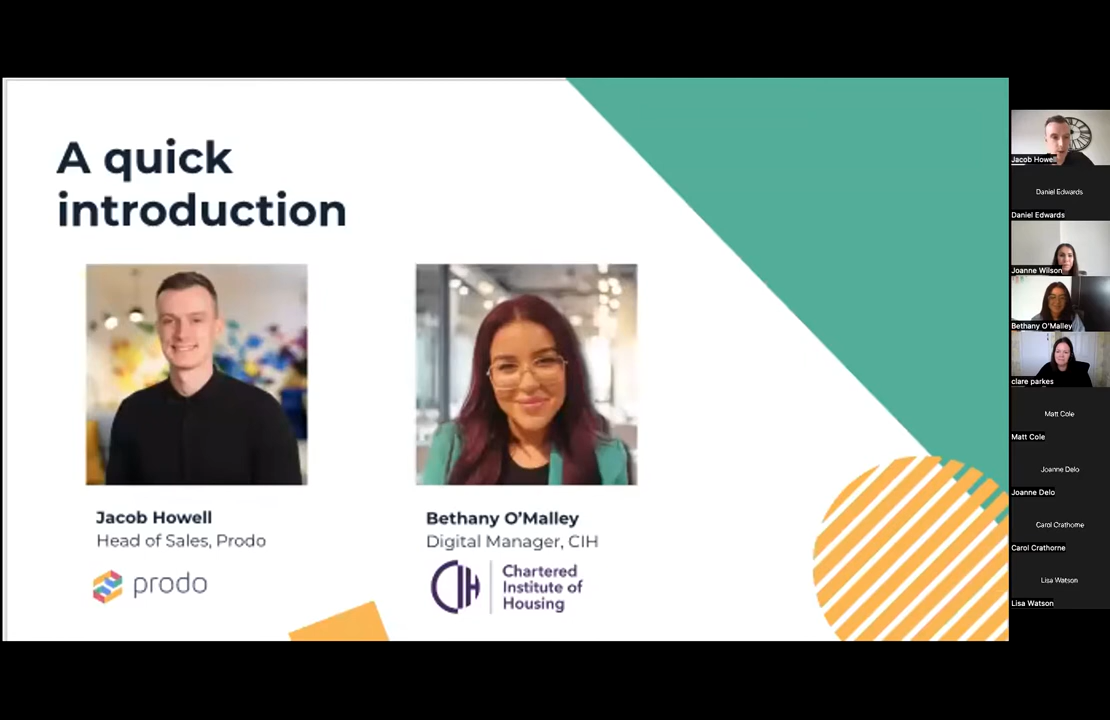 A quick
introduction
Jacob Howell
Head of Sales, Prodo
prodo
Bethany O'Malley
Digital Manager, CIH
CIH
Chartered
Institute of
Housing
Jacob Howell
Daniel Edwards
Daniel Edwards
Joanne Wilson
Bethany O'Malley
clare parkes
Matt Cole
Matt Cole
Joanne Delo
Joanne Delo
Carol Crathorne
Carol Crathorne
Lisa Watson
Lisa Watson